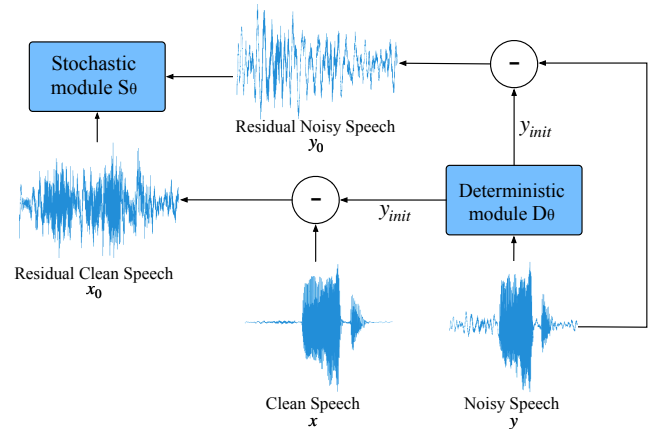 Stochastic
module Sθ
-
Residual Noisy Speech
y0
yinit
Deterministic
module Dθ
-
yinit
Residual Clean Speech
x0
Clean Speech
x
Noisy Speech
y